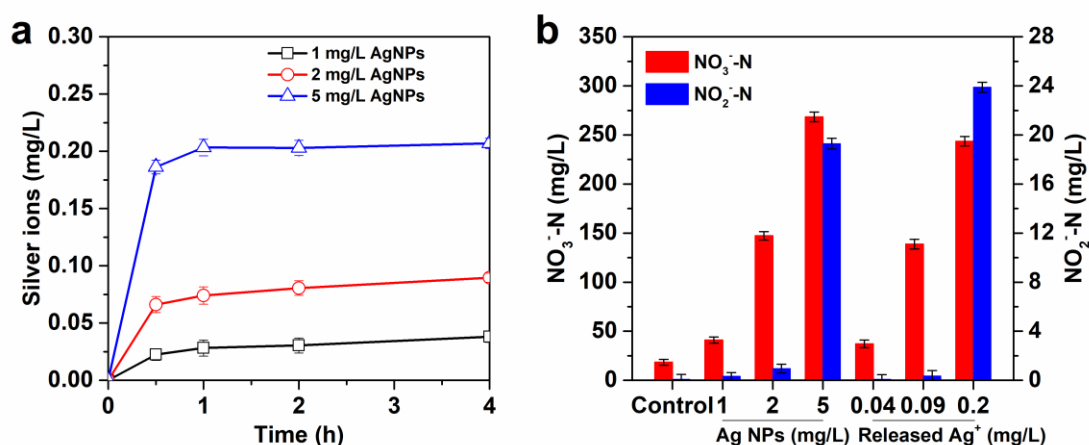 a
Silver ions (mg/L)
0.30
0.25
0.20
0.15
0.10
0.05
0.00
0 1 2 3 4
Time (h)
1 mg/L AgNPs
2 mg/L AgNPs
5 mg/L AgNPs
b
NO₃⁻-N (mg/L)
350
300
250
200
150
100
50
0
NO₃⁻-N
NO₂⁻-N
28
24
20
16
12
8
4
0
NO₂⁻-N (mg/L)
Control 1 2 5 0.04 0.09 0.2
Ag NPs (mg/L) Released Ag⁺ (mg/L)